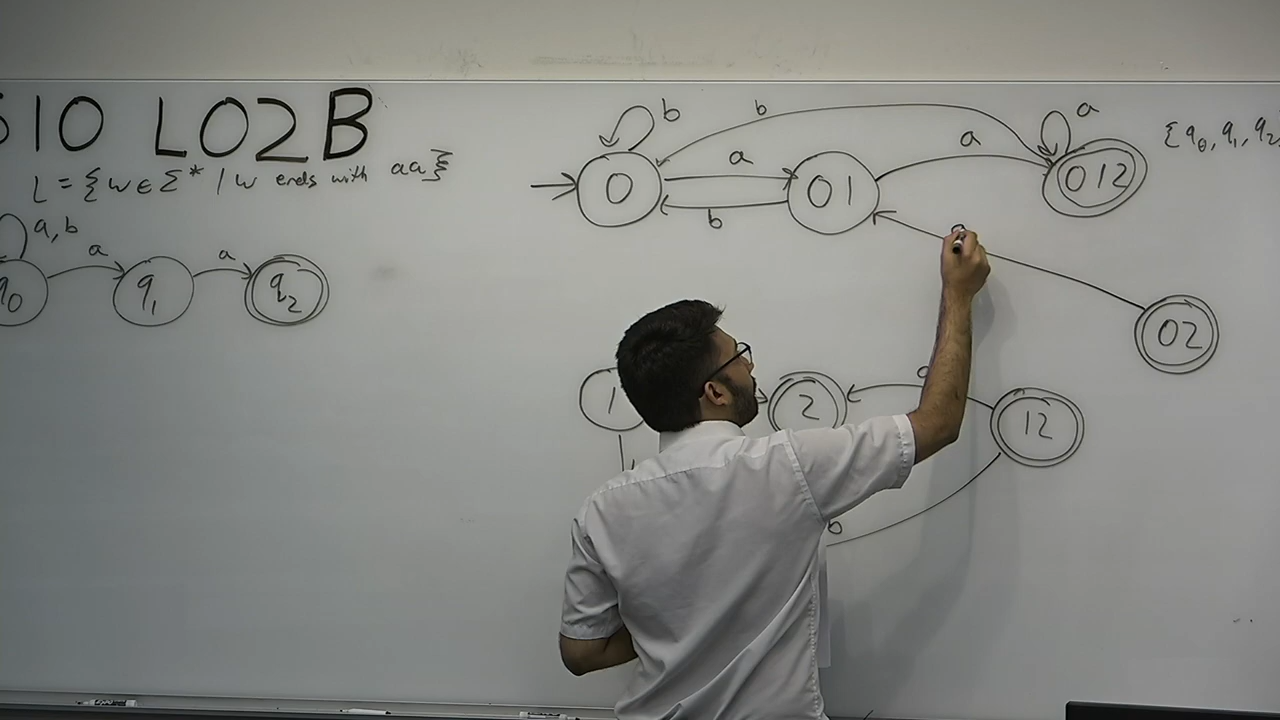 510 L02B
L = {w ∈ Σ* / w ends with aa}
a, b
a
a
q0
q1
q2
b
b
a
a
{q0, q1, q2
0
01
012
a
b
02
1
2
12